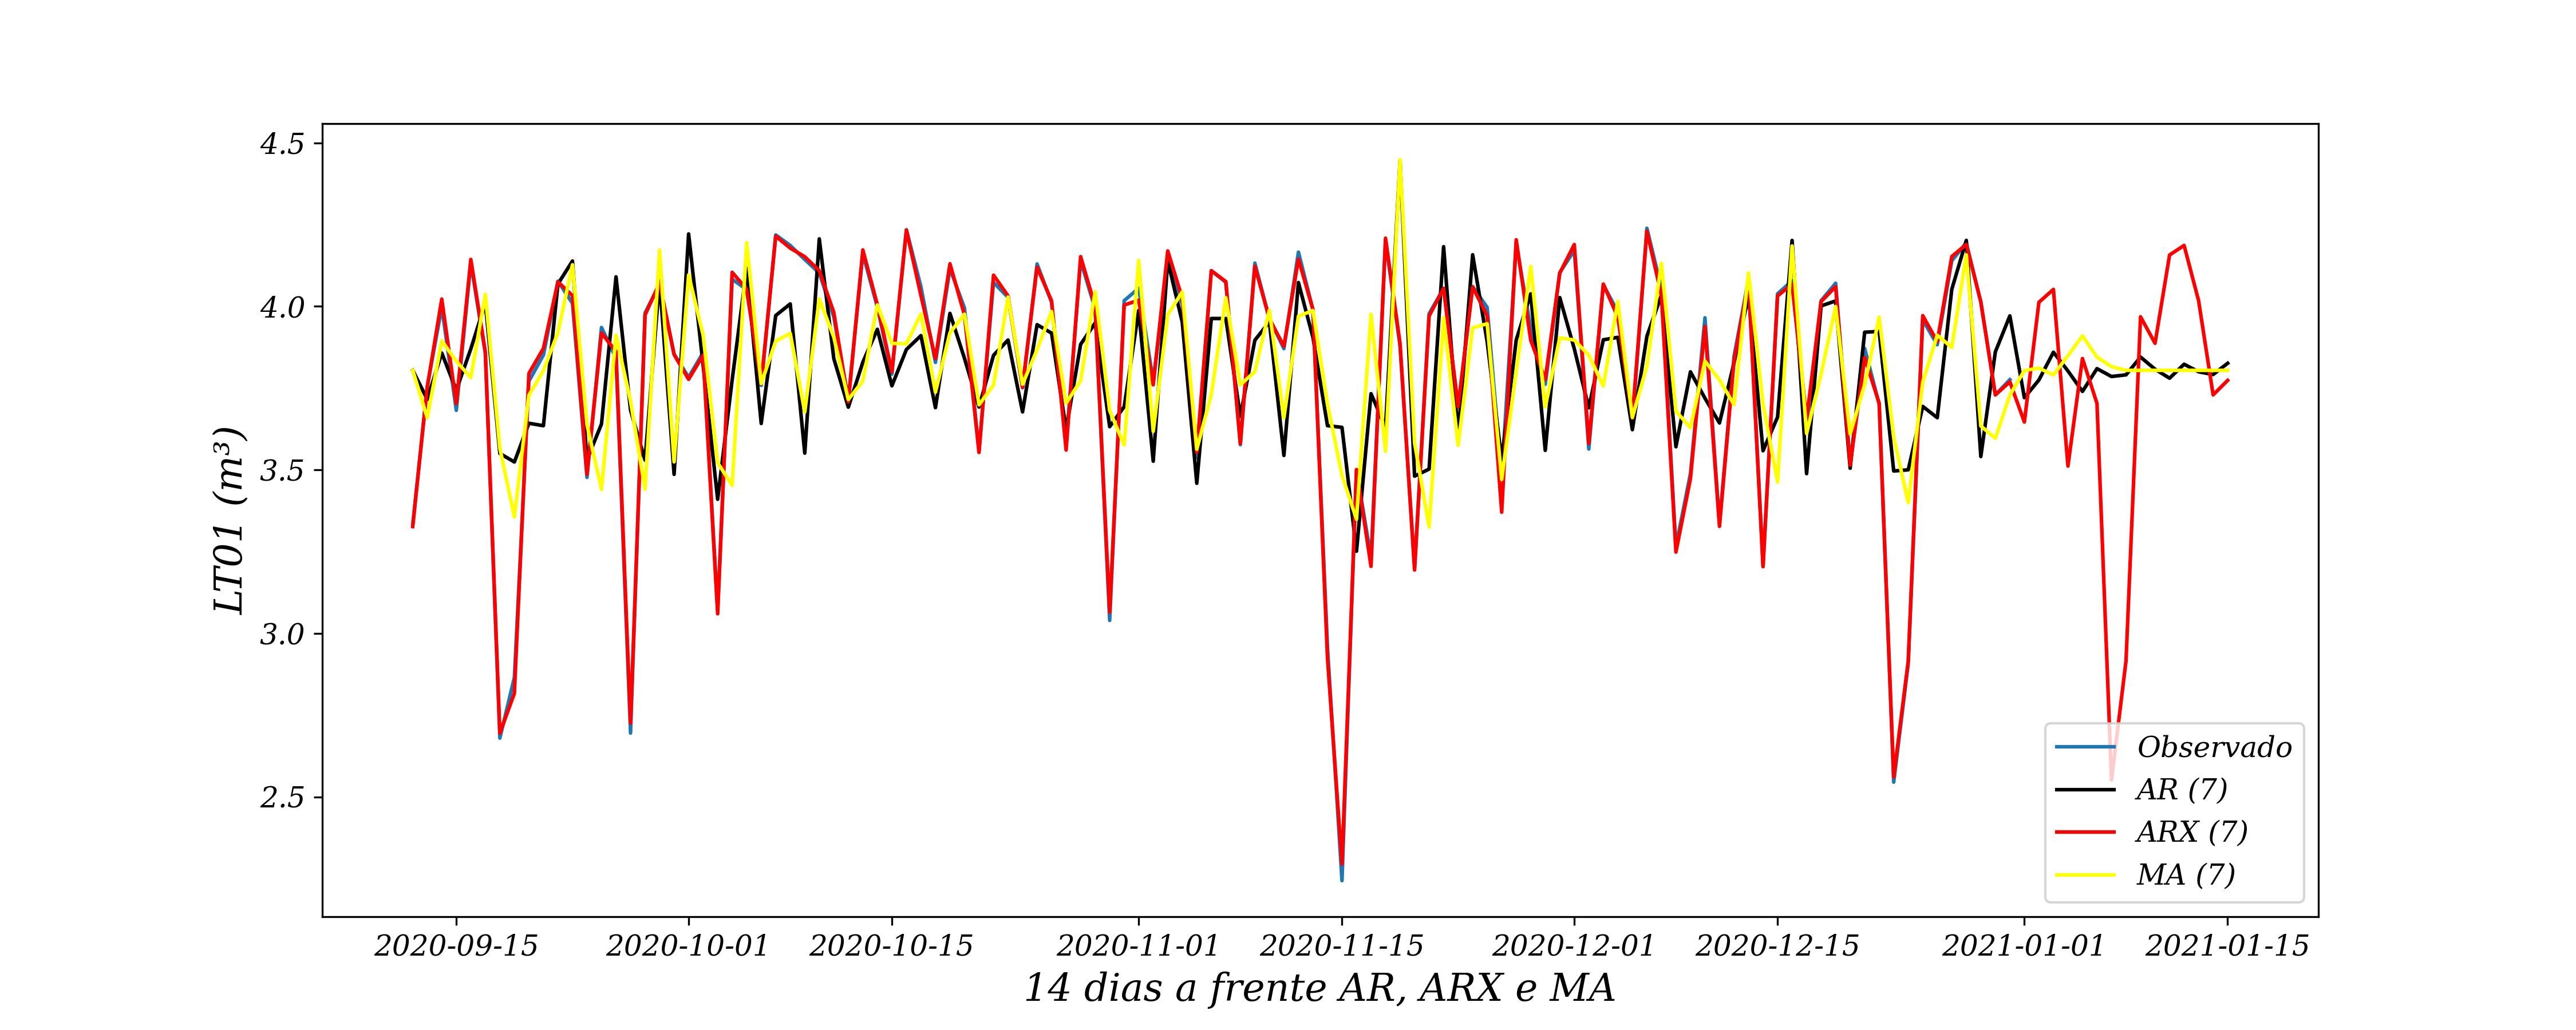 4.5
4.0
3.5
3.0
2.5
LT01 (m³)
Observado
AR (7)
ARX (7)
MA (7)
2020-09-15 2020-10-01 2020-10-15 2020-11-01 2020-11-15 2020-12-01 2020-12-15 2021-01-01 2021-01-15
14 dias a frente AR, ARX e MA